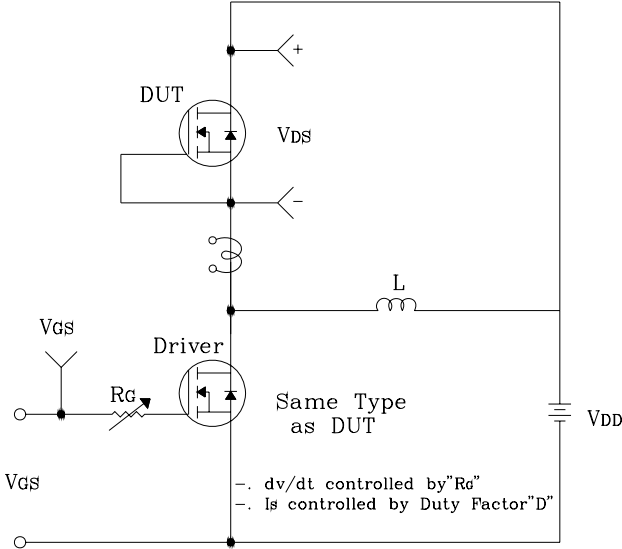 +
DUT
VDS
−
L
VGS
Driver
RG
Same Type
as DUT
VDD
VGS
−. dv/dt controlled by"RG"
−. Is controlled by Duty Factor"D"